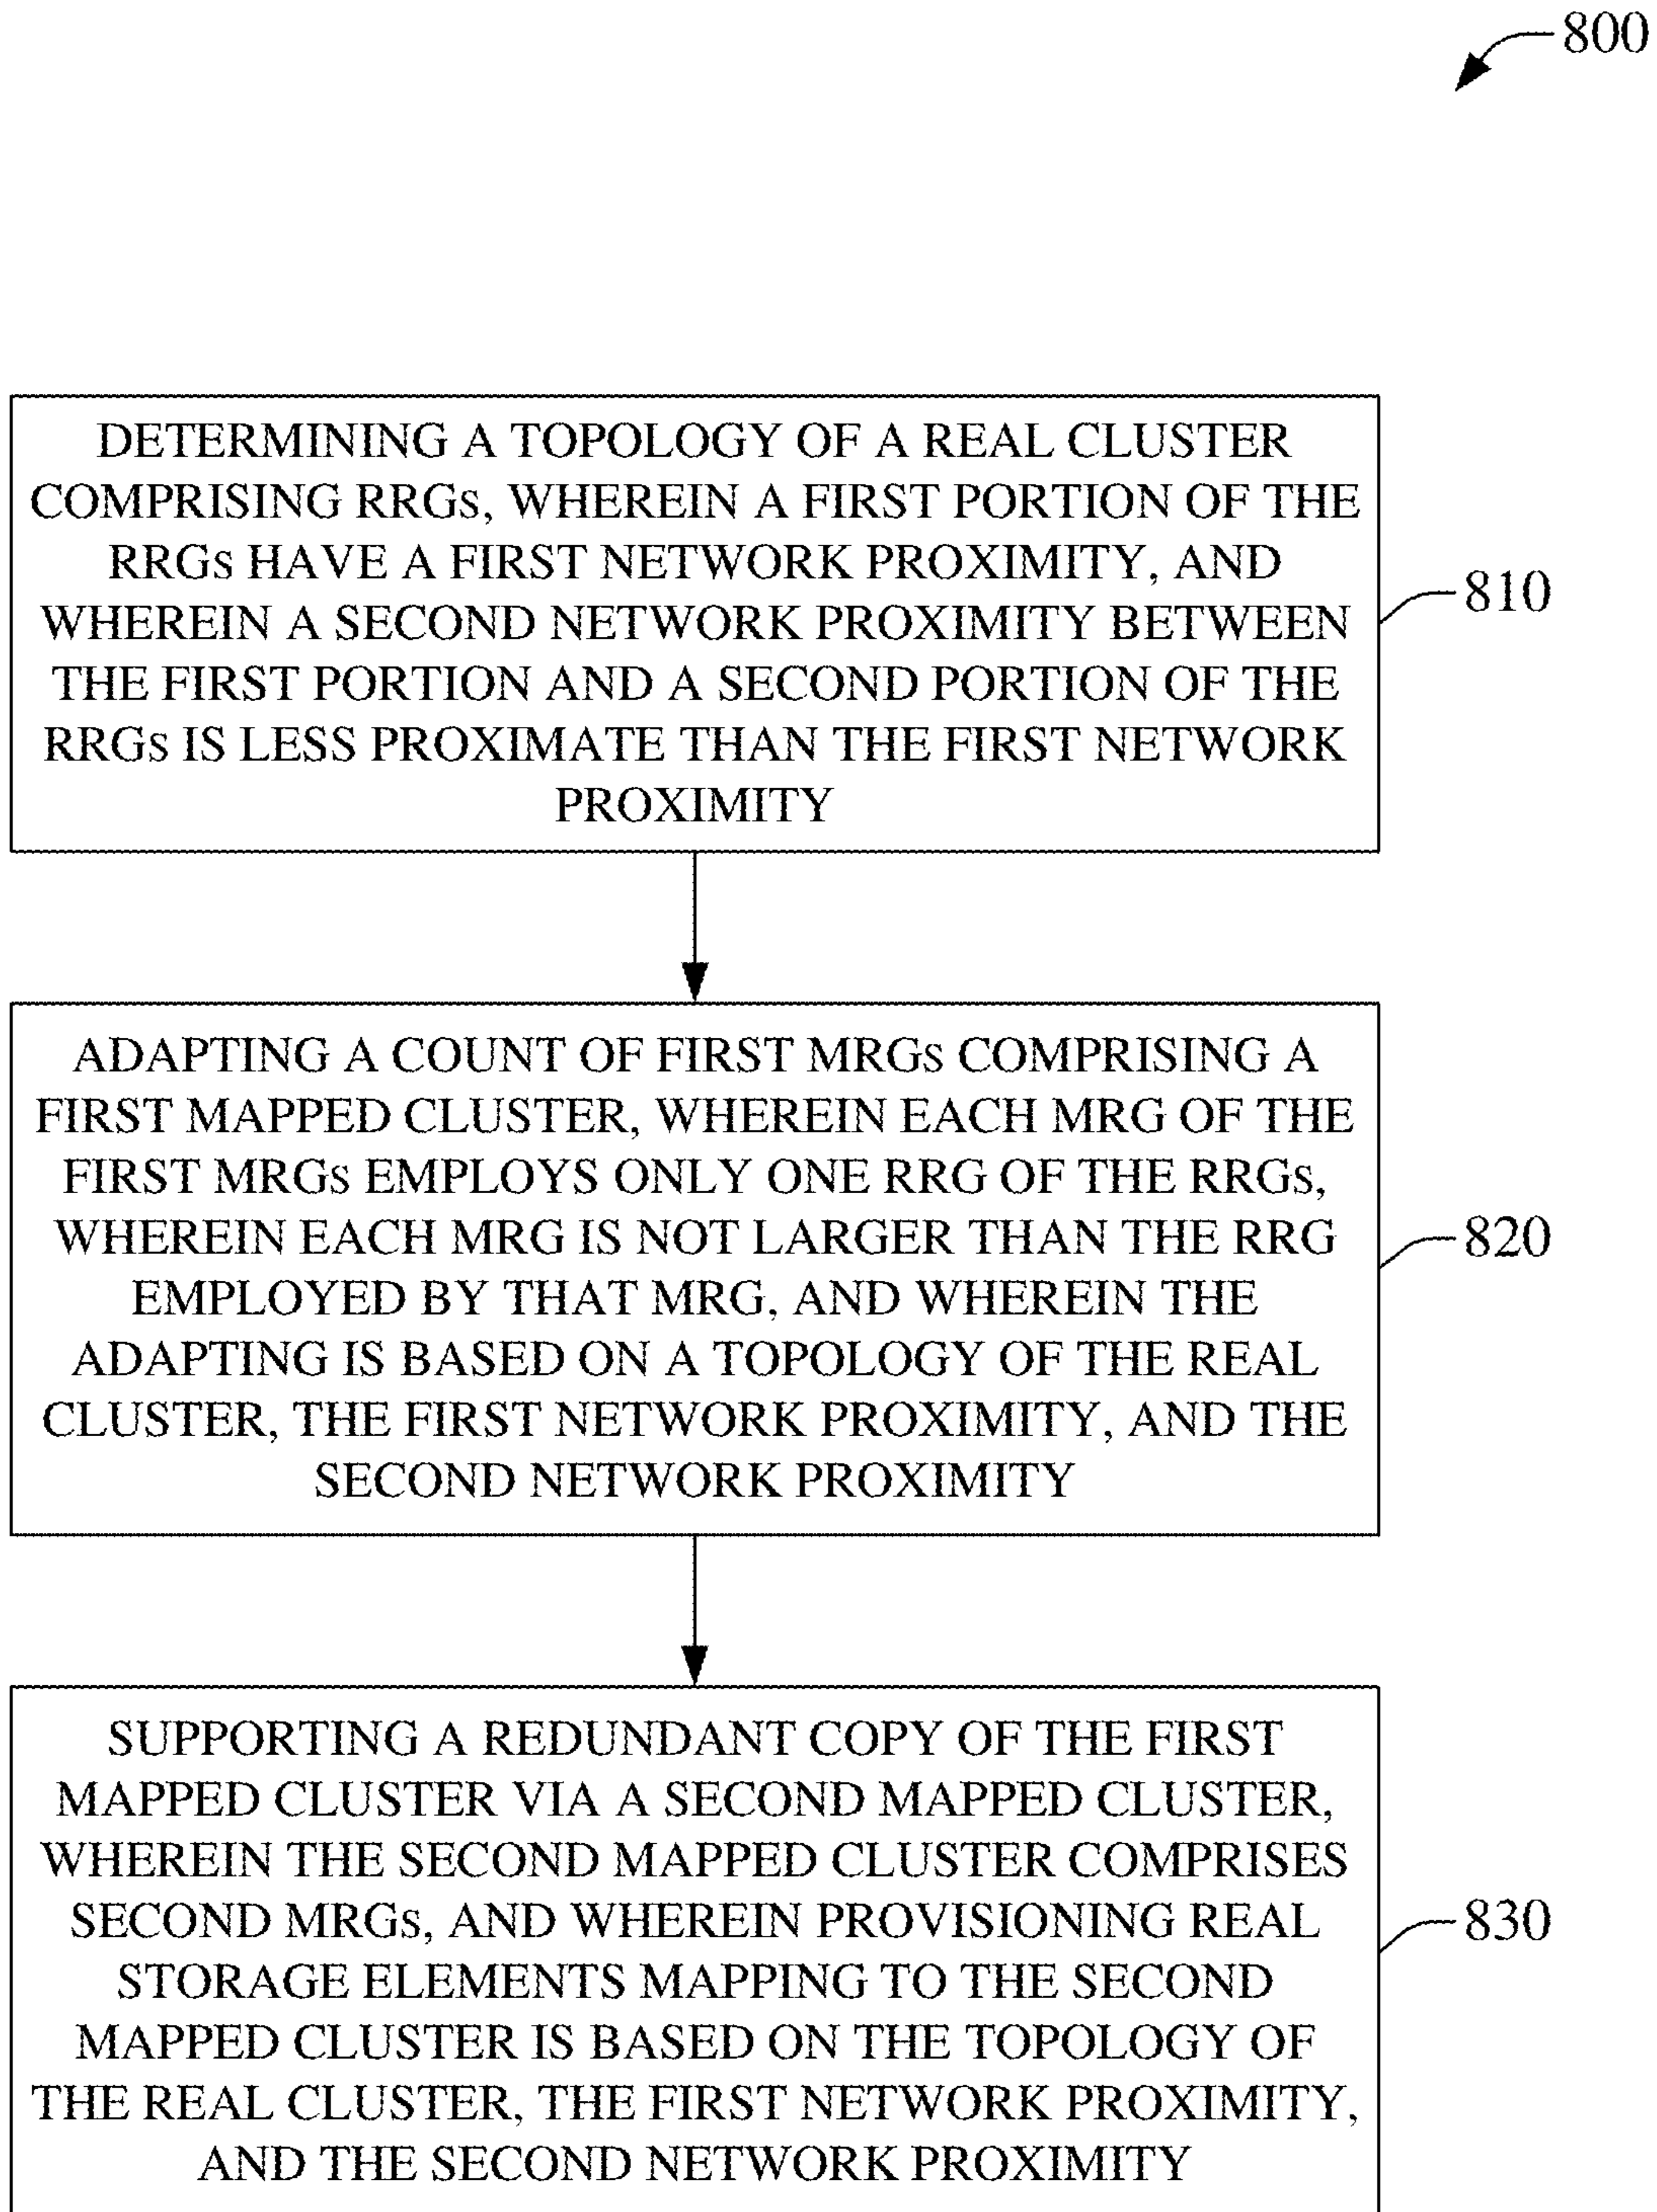 800
DETERMINING A TOPOLOGY OF A REAL CLUSTER
COMPRISING RRGs, WHEREIN A FIRST PORTION OF THE
RRGs HAVE A FIRST NETWORK PROXIMITY, AND
WHEREIN A SECOND NETWORK PROXIMITY BETWEEN
THE FIRST PORTION AND A SECOND PORTION OF THE
RRGs IS LESS PROXIMATE THAN THE FIRST NETWORK
PROXIMITY
810
ADAPTING A COUNT OF FIRST MRGs COMPRISING A
FIRST MAPPED CLUSTER, WHEREIN EACH MRG OF THE
FIRST MRGs EMPLOYS ONLY ONE RRG OF THE RRGs,
WHEREIN EACH MRG IS NOT LARGER THAN THE RRG
EMPLOYED BY THAT MRG, AND WHEREIN THE
ADAPTING IS BASED ON A TOPOLOGY OF THE REAL
CLUSTER, THE FIRST NETWORK PROXIMITY, AND THE
SECOND NETWORK PROXIMITY
820
SUPPORTING A REDUNDANT COPY OF THE FIRST
MAPPED CLUSTER VIA A SECOND MAPPED CLUSTER,
WHEREIN THE SECOND MAPPED CLUSTER COMPRISES
SECOND MRGs, AND WHEREIN PROVISIONING REAL
STORAGE ELEMENTS MAPPING TO THE SECOND
MAPPED CLUSTER IS BASED ON THE TOPOLOGY OF
THE REAL CLUSTER, THE FIRST NETWORK PROXIMITY,
AND THE SECOND NETWORK PROXIMITY
830